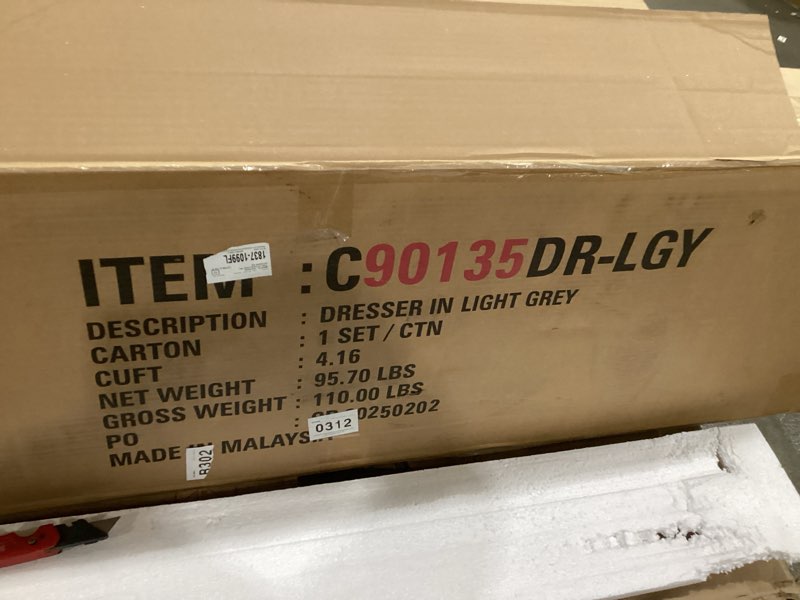 ITEM : C90135DR-LGY
1837-1099FL
DESCRIPTION : DRESSER IN LIGHT GREY
CARTON : 1 SET / CTN
CUFT : 4.16
NET WEIGHT : 95.70 LBS
GROSS WEIGHT : 110.00 LBS
PO : 0250202
0312
MADE IN MALAYSIA
B302